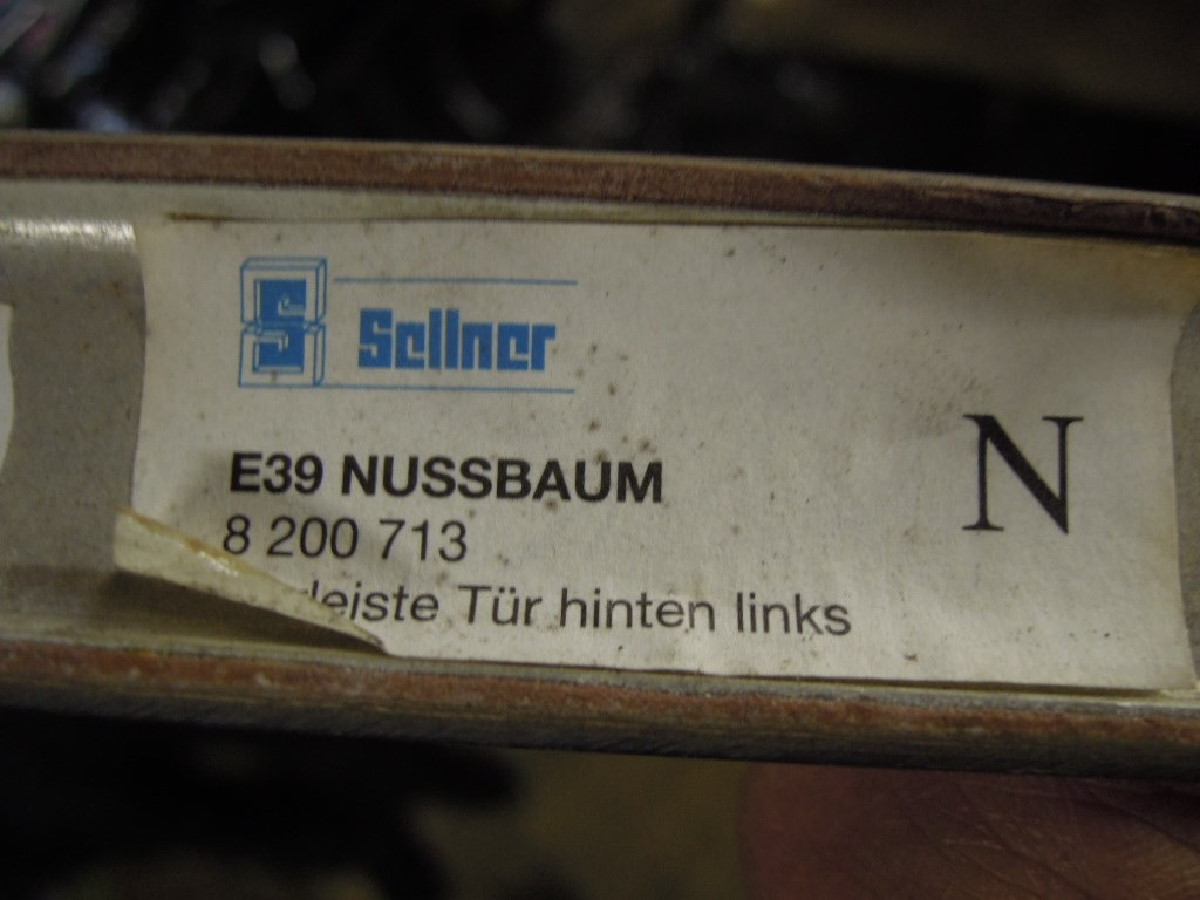 S Sellner
E39 NUSSBAUM
N
8 200 713
leiste Tür hinten links